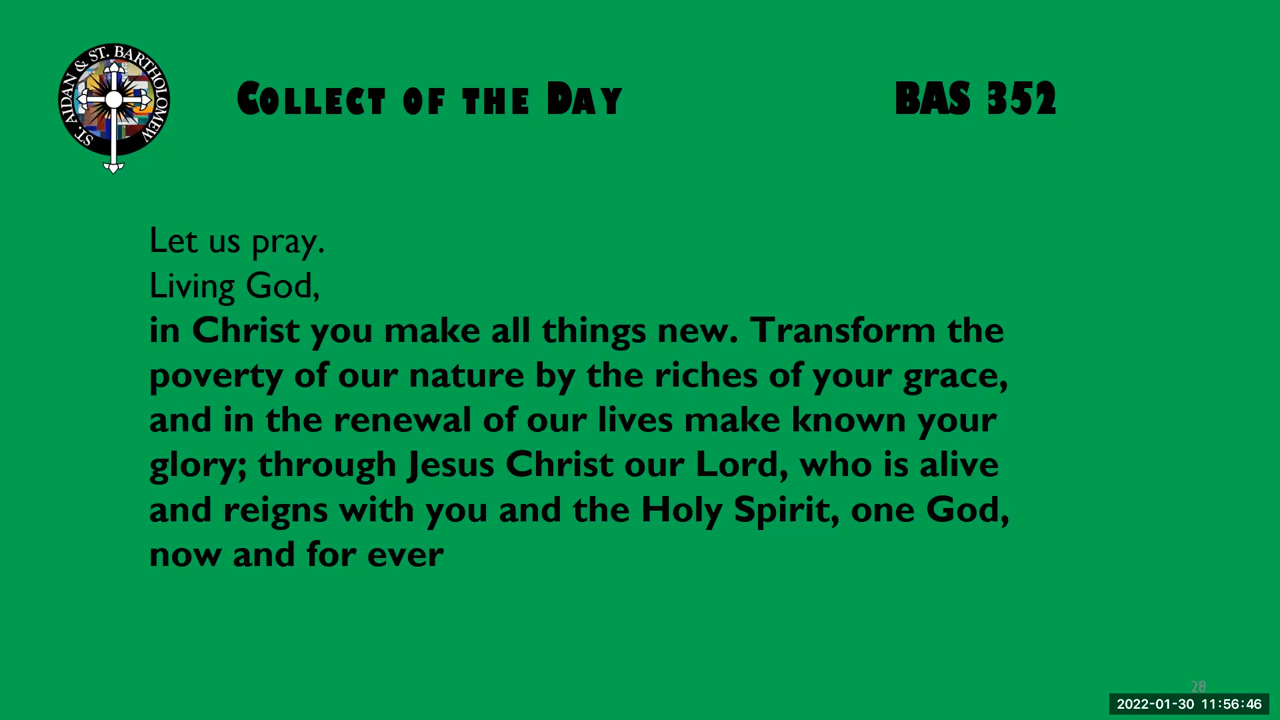 ST. AIDAN & ST. BARTHOLOMEW
Collect of the Day BAS 352
Let us pray.
Living God,
in Christ you make all things new. Transform the
poverty of our nature by the riches of your grace,
and in the renewal of our lives make known your
glory; through Jesus Christ our Lord, who is alive
and reigns with you and the Holy Spirit, one God,
now and for ever
28
2022-01-30 11:56:46